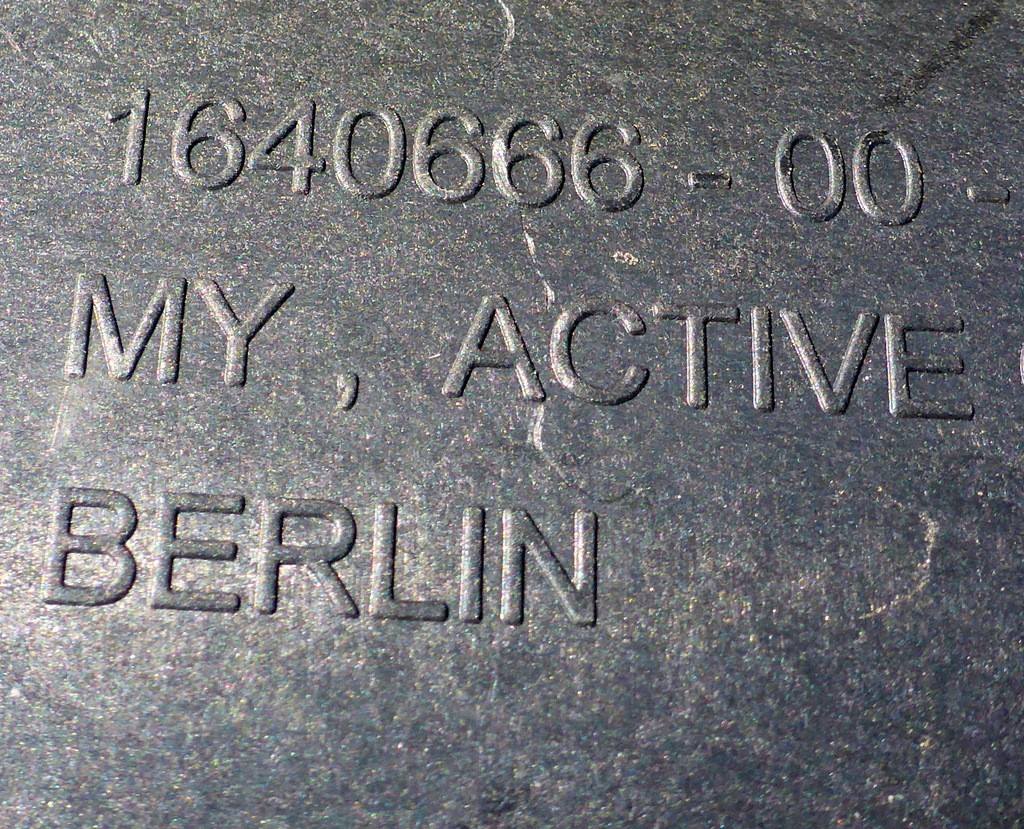 1640666 - 00 -
MY , ACTIVE
BERLIN